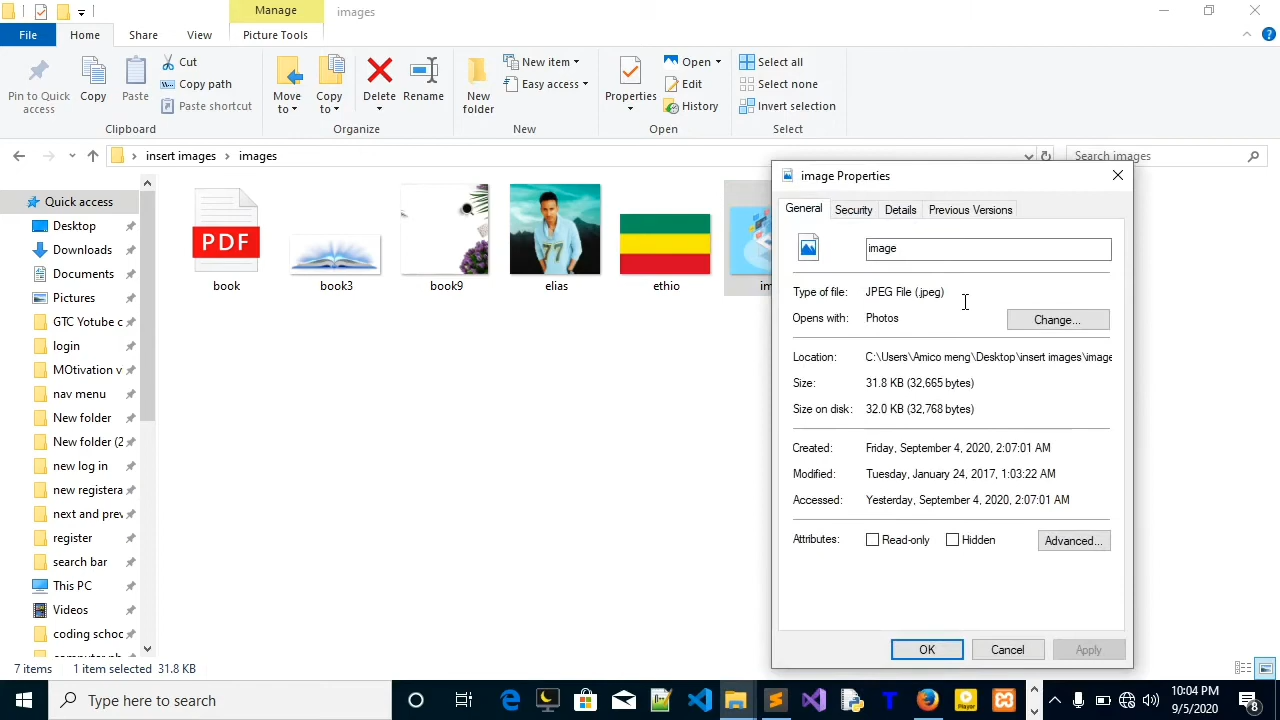 Manage
images
File
Home
Share
View
Picture Tools
Pin to Quick access
Copy
Paste
Cut
Copy path
Paste shortcut
Move to
Copy to
Delete
Rename
New folder
New item
Easy access
Properties
Open
Edit
History
Select all
Select none
Invert selection
Clipboard
Organize
New
Open
Select
insert images › images
Search images
Quick access
Desktop
Downloads
Documents
Pictures
GTC Yotube c
login
MOtivation v
nav menu
New folder
New folder (2
new log in
new registera
next and prev
register
search bar
This PC
Videos
coding schoo
PDF
book
book3
book9
77
elias
ethio
im
image Properties
General
Security
Details
Previous Versions
image
Type of file: JPEG File (.jpeg)
Opens with: Photos
Change...
Location: C:\Users\Amico meng\Desktop\insert images\image
Size: 31.8 KB (32,665 bytes)
Size on disk: 32.0 KB (32,768 bytes)
Created: Friday, September 4, 2020, 2:07:01 AM
Modified: Tuesday, January 24, 2017, 1:03:22 AM
Accessed: Yesterday, September 4, 2020, 2:07:01 AM
Attributes: Read-only Hidden
Advanced...
OK
Cancel
Apply
7 items 1 item selected 31.8 KB
Type here to search
Player
10:04 PM
9/5/2020